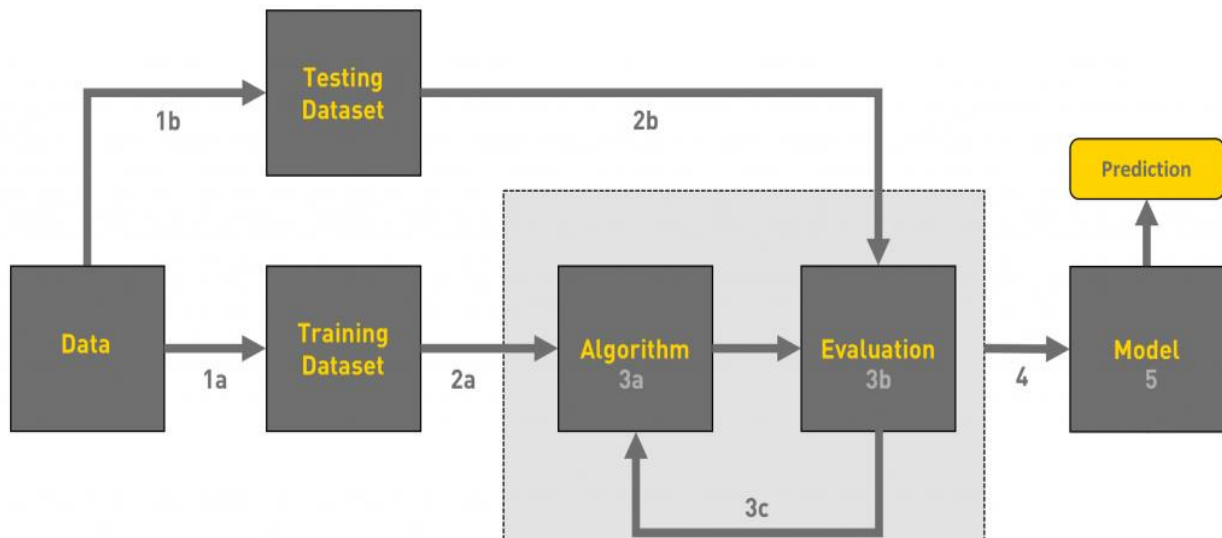 Testing
Dataset
1b
2b
Prediction
Data
Training
Dataset
Algorithm
3a
Evaluation
3b
Model
5
1a
2a
4
3c